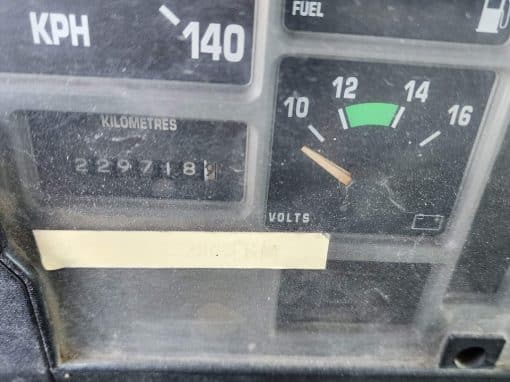 FUEL
KPH 140
10 12 14 16
KILOMETRES
229718
VOLTS